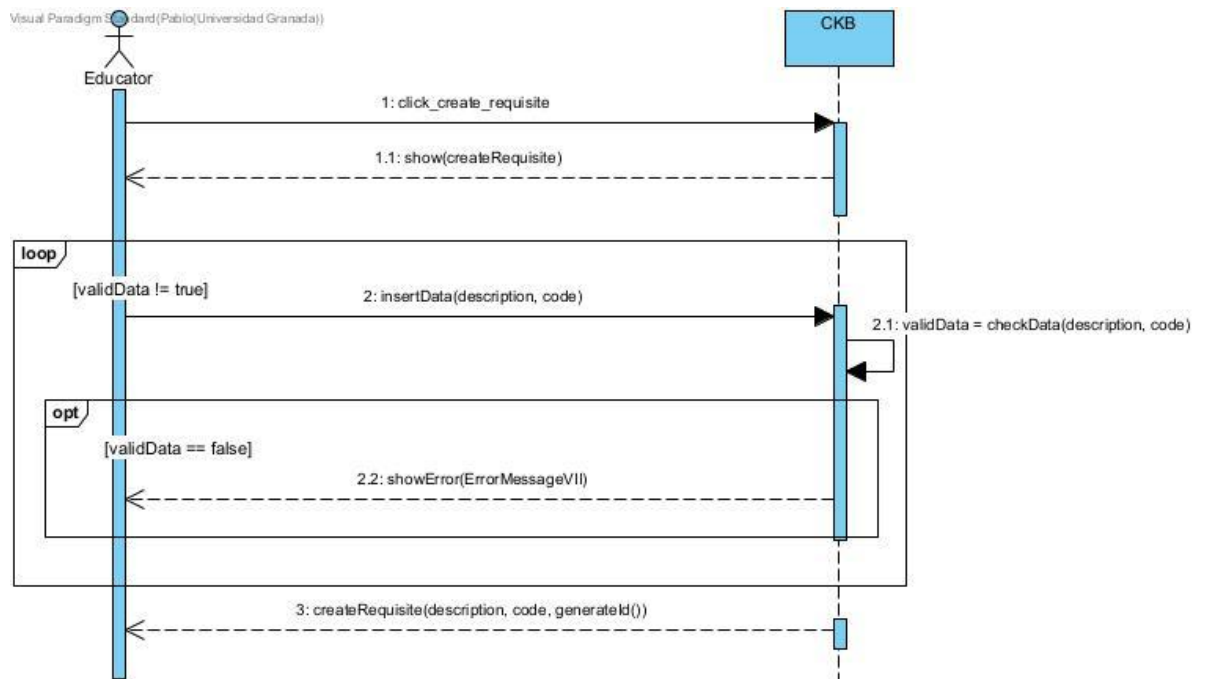 Visual Paradigm Standard(Pablo(Universidad Granada))
CKB
Educator
1: click_create_requisite
1.1: show(createRequisite)
loop
[validData != true]
2: insertData(description, code)
2.1: validData = checkData(description, code)
opt
[validData == false]
2.2: showError(ErrorMessageVII)
3: createRequisite(description, code, generateId())